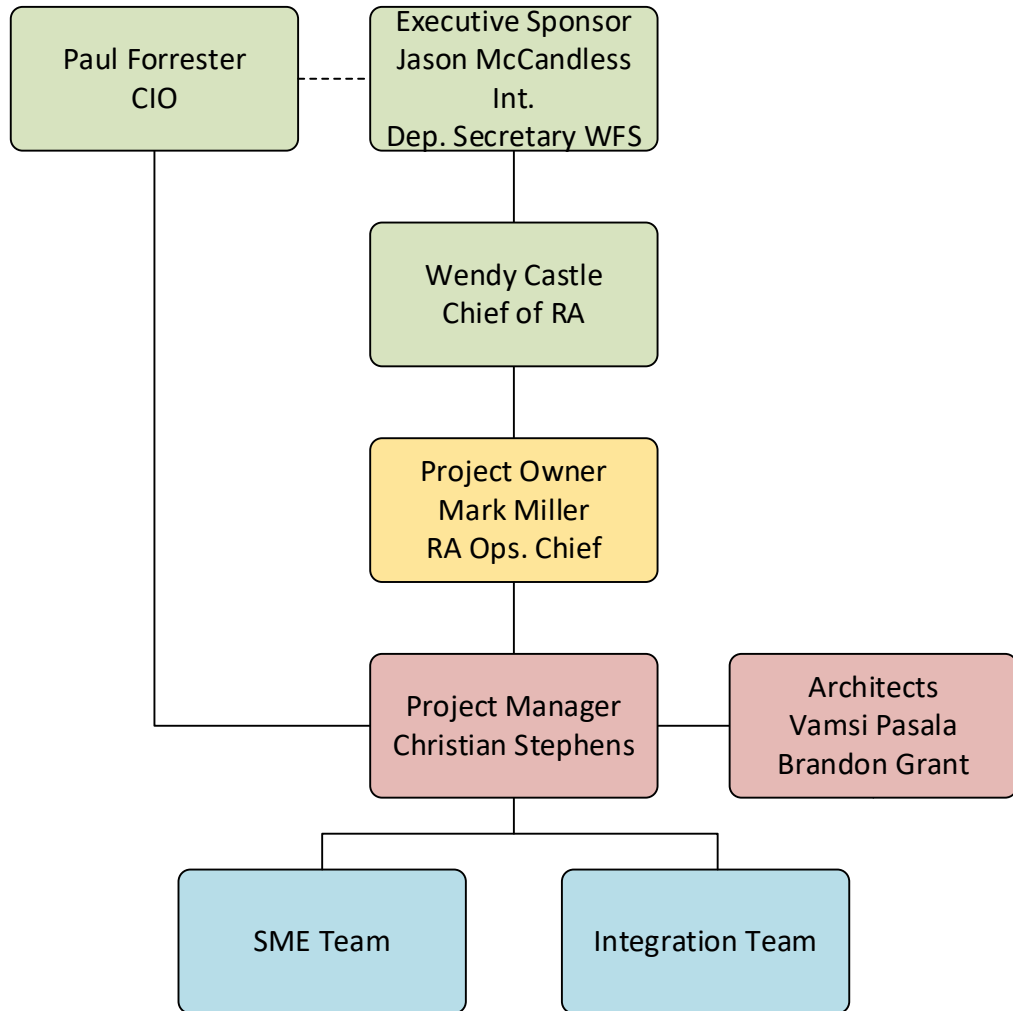 Paul Forrester
CIO
Executive Sponsor
Jason McCandless
Int.
Dep. Secretary WFS
Wendy Castle
Chief of RA
Project Owner
Mark Miller
RA Ops. Chief
Project Manager
Christian Stephens
Architects
Vamsi Pasala
Brandon Grant
SME Team
Integration Team